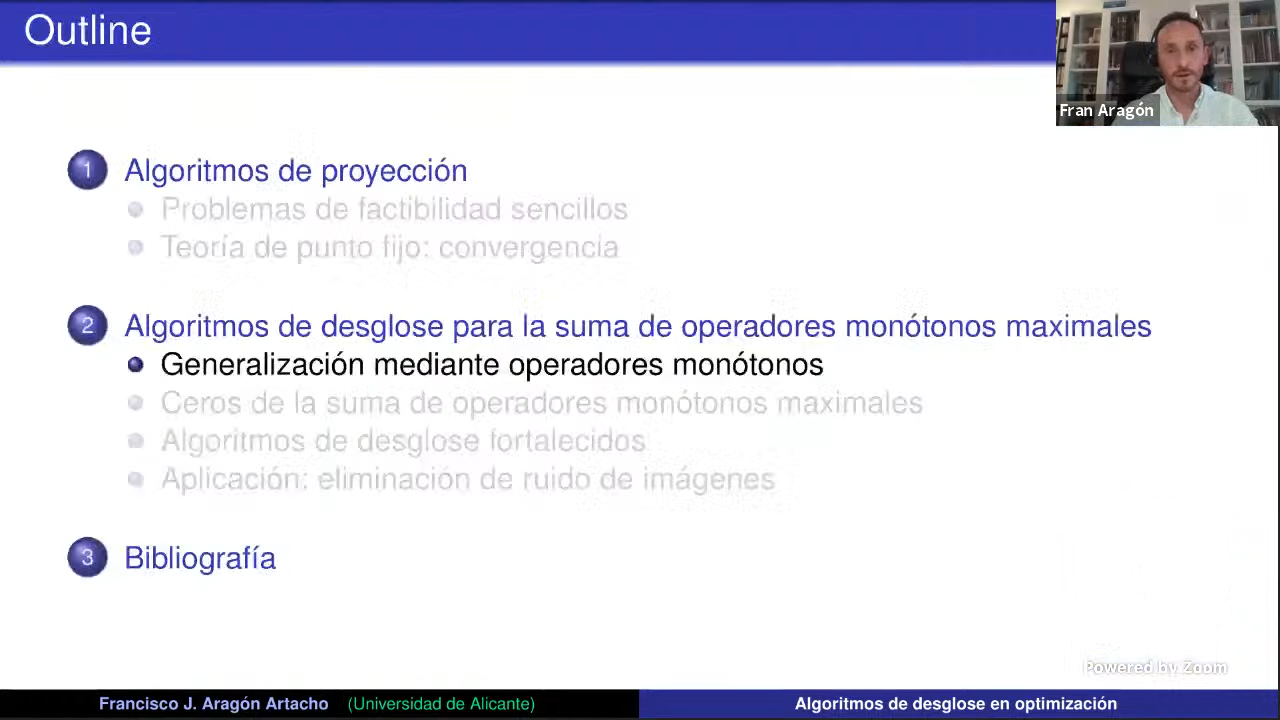 Outline
Fran Aragón
1 Algoritmos de proyección
Problemas de factibilidad sencillos
Teoría de punto fijo: convergencia
2 Algoritmos de desglose para la suma de operadores monótonos maximales
Generalización mediante operadores monótonos
Ceros de la suma de operadores monótonos maximales
Algoritmos de desglose fortalecidos
Aplicación: eliminación de ruido de imágenes
3 Bibliografía
Powered by Zoom
Francisco J. Aragón Artacho (Universidad de Alicante) Algoritmos de desglose en optimización